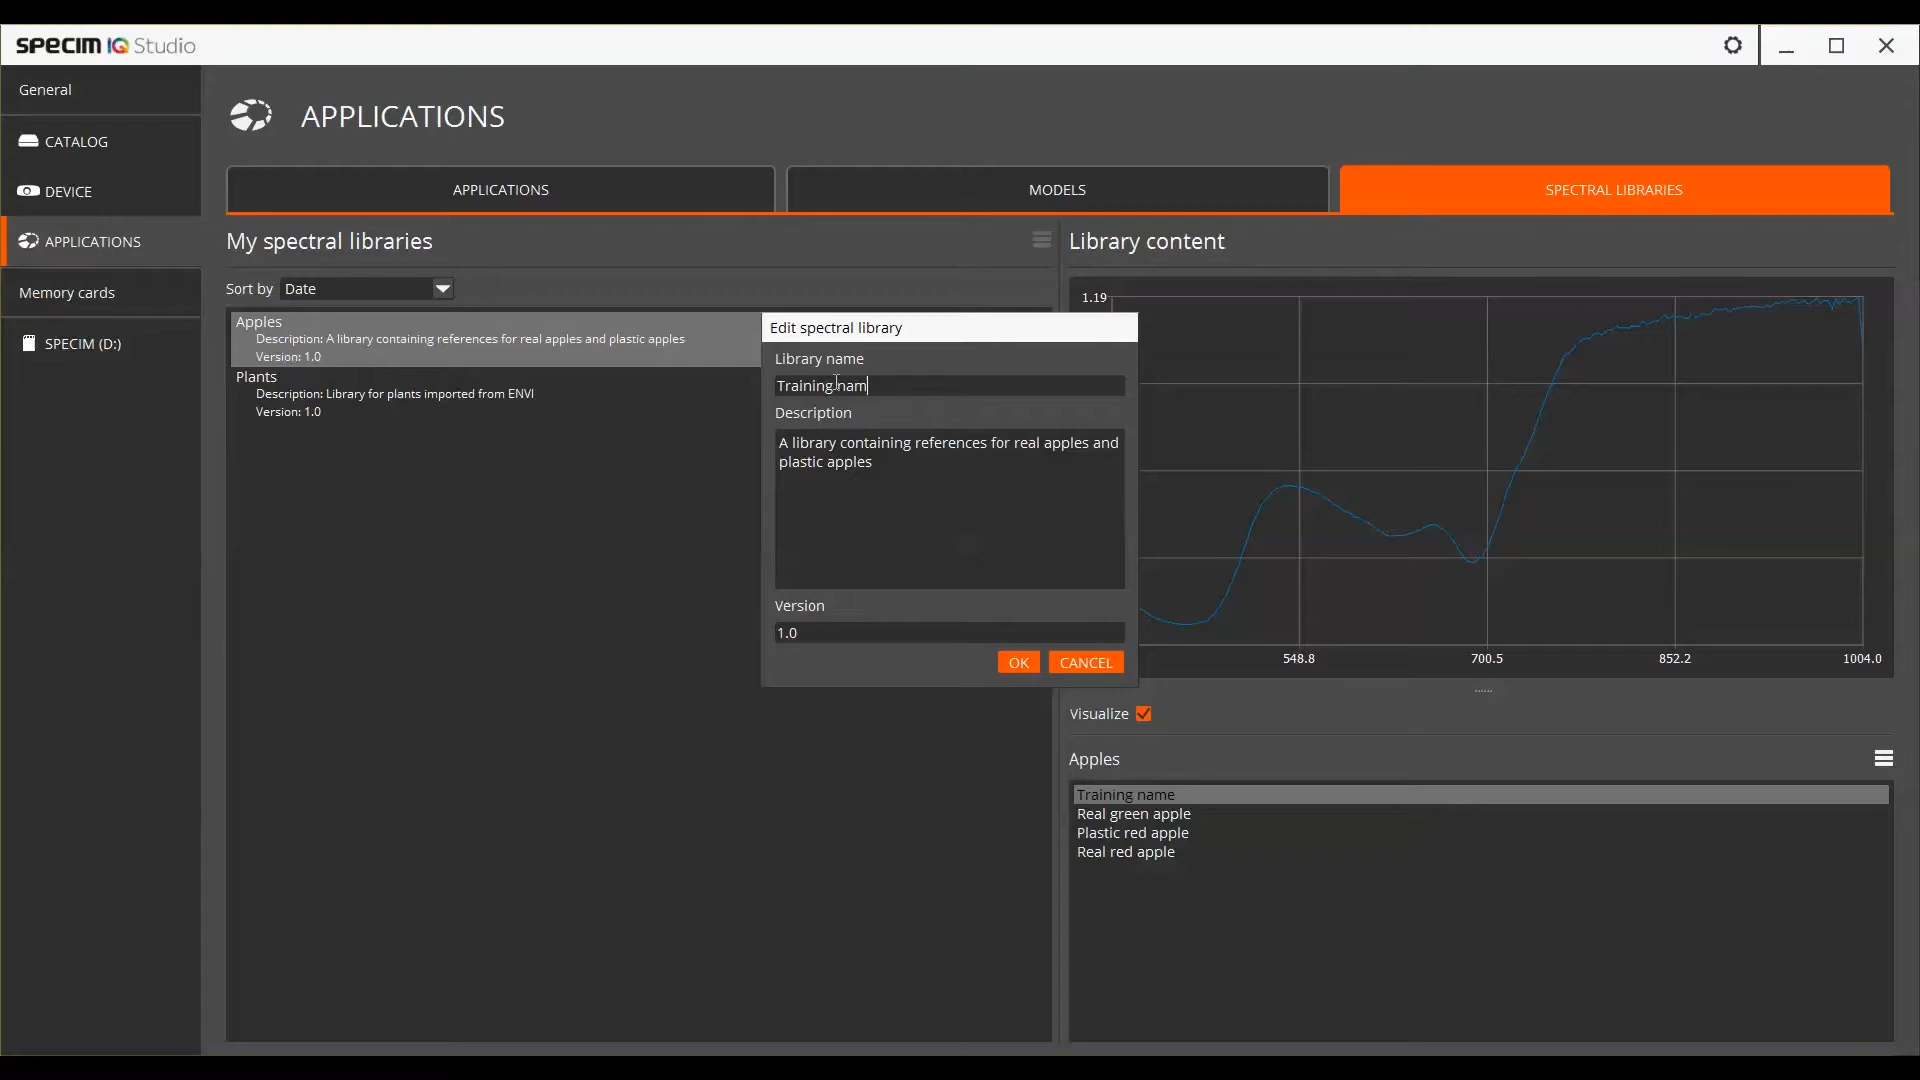 SPECIM IQ Studio
General
CATALOG
DEVICE
APPLICATIONS
Memory cards
SPECIM (D:)
APPLICATIONS
APPLICATIONS
MODELS
SPECTRAL LIBRARIES
My spectral libraries
Sort by Date
Apples
Description: A library containing references for real apples and plastic apples
Version: 1.0
Plants
Description: Library for plants imported from ENVI
Version: 1.0
Edit spectral library
Library name
Training nam
Description
A library containing references for real apples and
plastic apples
Version
1.0
OK
CANCEL
Library content
1.19
548.8
700.5
852.2
1004.0
Visualize
Apples
Training name
Real green apple
Plastic red apple
Real red apple